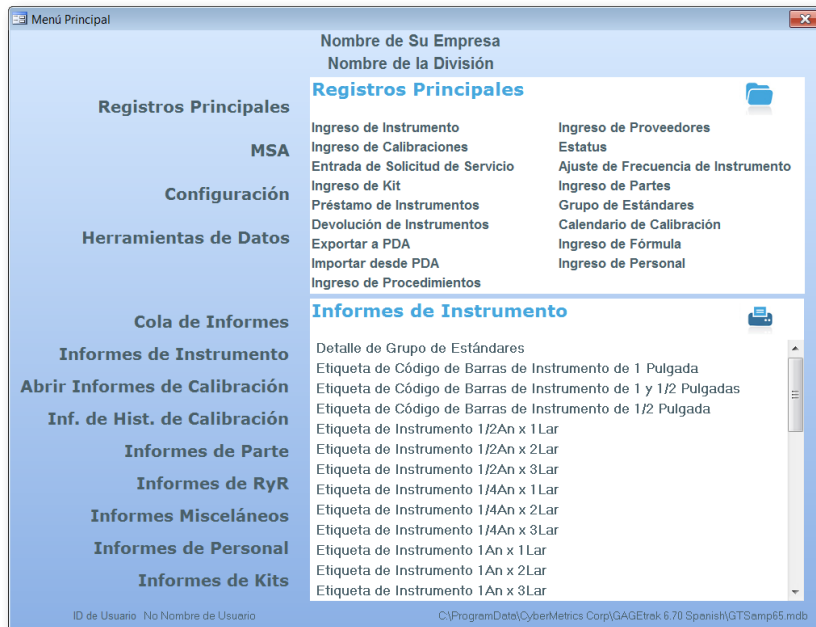 Menú Principal
Nombre de Su Empresa
Nombre de la División
Registros Principales
MSA
Configuración
Herramientas de Datos
Registros Principales
Ingreso de Instrumento
Ingreso de Calibraciones
Entrada de Solicitud de Servicio
Ingreso de Kit
Préstamo de Instrumentos
Devolución de Instrumentos
Exportar a PDA
Importar desde PDA
Ingreso de Procedimientos
Ingreso de Proveedores
Estatus
Ajuste de Frecuencia de Instrumento
Ingreso de Partes
Grupo de Estándares
Calendario de Calibración
Ingreso de Fórmula
Ingreso de Personal
Cola de Informes
Informes de Instrumento
Abrir Informes de Calibración
Inf. de Hist. de Calibración
Informes de Parte
Informes de RyR
Informes Misceláneos
Informes de Personal
Informes de Kits
Informes de Instrumento
Detalle de Grupo de Estándares
Etiqueta de Código de Barras de Instrumento de 1 Pulgada
Etiqueta de Código de Barras de Instrumento de 1 y 1/2 Pulgadas
Etiqueta de Código de Barras de Instrumento de 1/2 Pulgada
Etiqueta de Instrumento 1/2An x 1Lar
Etiqueta de Instrumento 1/2An x 2Lar
Etiqueta de Instrumento 1/2An x 3Lar
Etiqueta de Instrumento 1/4An x 1Lar
Etiqueta de Instrumento 1/4An x 2Lar
Etiqueta de Instrumento 1/4An x 3Lar
Etiqueta de Instrumento 1An x 1Lar
Etiqueta de Instrumento 1An x 2Lar
Etiqueta de Instrumento 1An x 3Lar
ID de Usuario No Nombre de Usuario
C:\ProgramData\CyberMetrics Corp\GAGEtrak 6.70 Spanish\GTSamp65.mdb